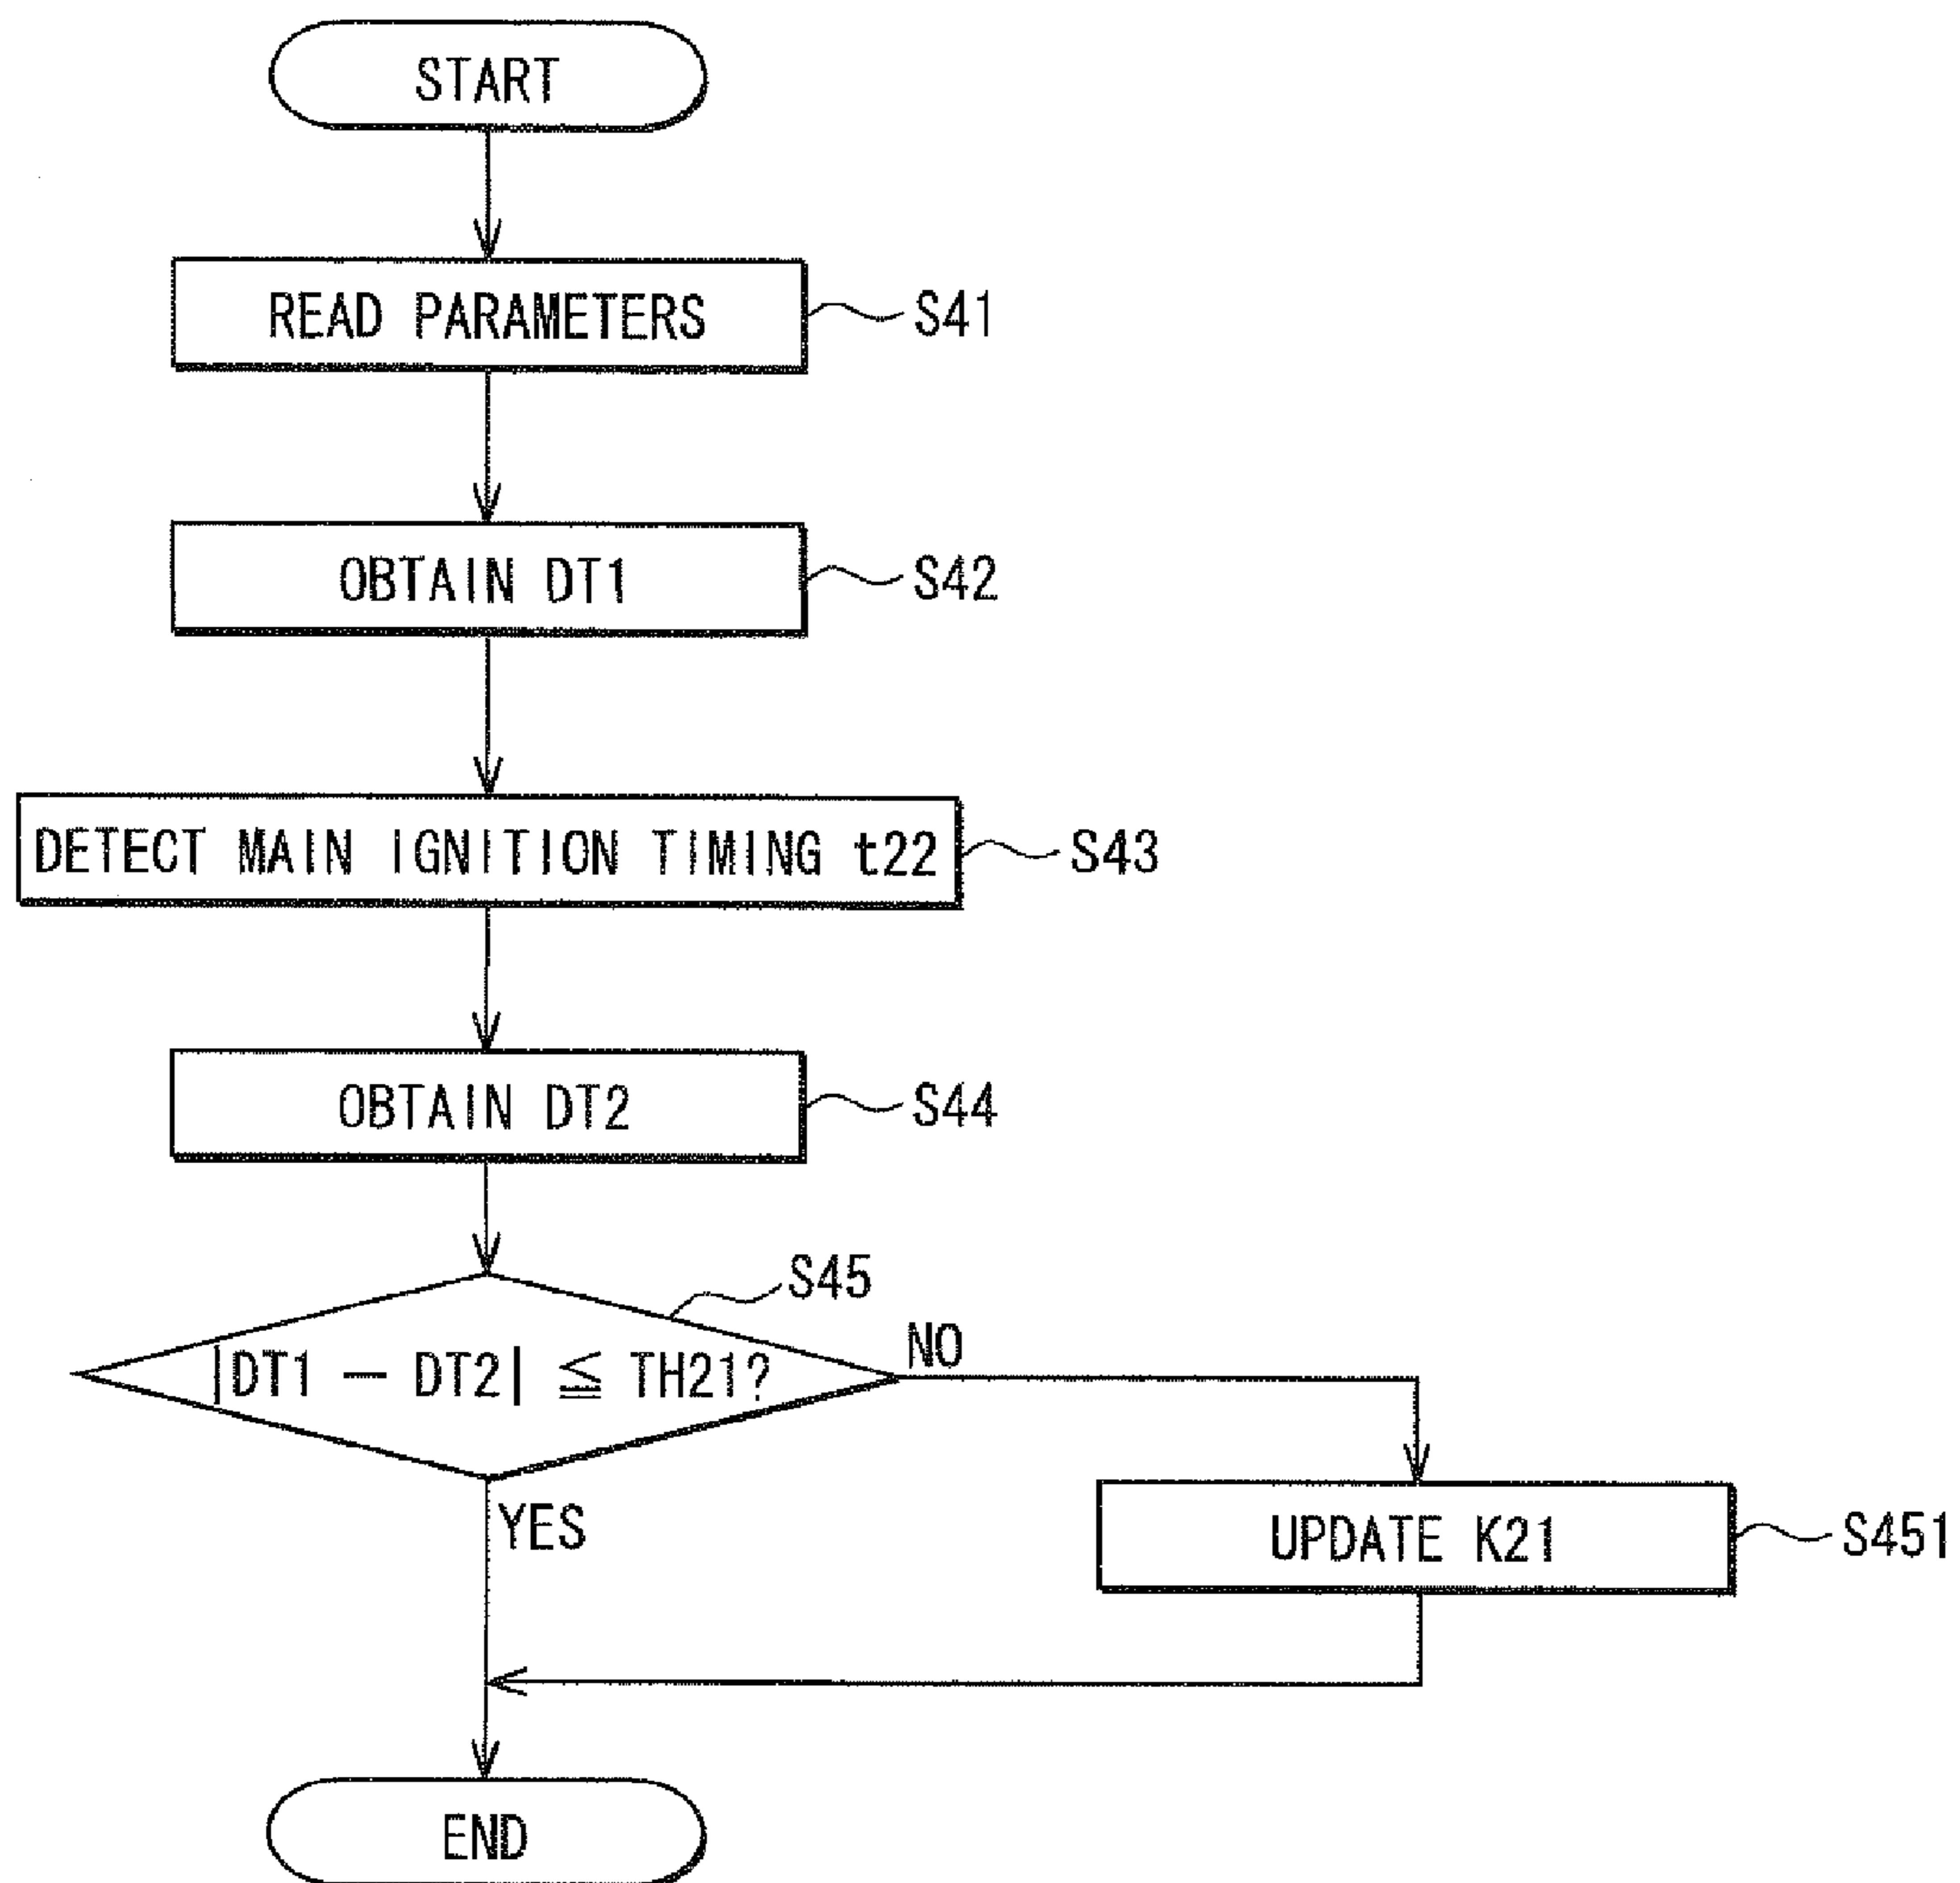 START
READ PARAMETERS
S41
OBTAIN DT1
S42
DETECT MAIN IGNITION TIMING t22
S43
OBTAIN DT2
S44
S45
|DT1 − DT2| ≦ TH21?
NO
YES
UPDATE K21
S451
END